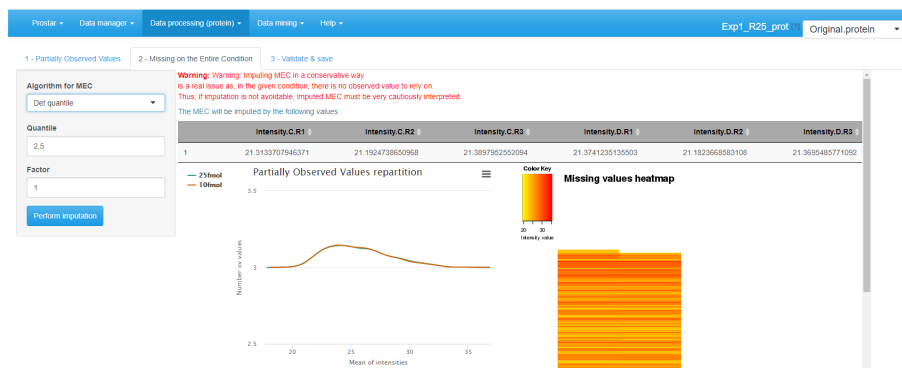 Prostar Data manager Data processing (protein) Data mining Help Exp1_R25_prot Original.protein
1 - Partially Observed Values 2 - Missing on the Entire Condition 3 - Validate & save
Algorithm for MEC
Det quantile
Quantile
2,5
Factor
1
Perform imputation
Warning: Warning: Imputing MEC in a conservative way
is a real issue as, in the given condition, there is no observed value to rely on.
Thus, if imputation is not avoidable, imputed MEC must be very cautiously interpreted.
The MEC will be imputed by the following values :
Intensity.C.R1 Intensity.C.R2 Intensity.C.R3 Intensity.D.R1 Intensity.D.R2 Intensity.D.R3
1 21.3133707946371 21.1924738650968 21.3897952552094 21.3741235135503 21.1823668583108 21.3695485771092
25fmol
10fmol
Partially Observed Values repartition
3.5
3
2.5
Number ov values
20 25 30 35
Mean of intensities
Color Key
20 30
Intensity value
Missing values heatmap